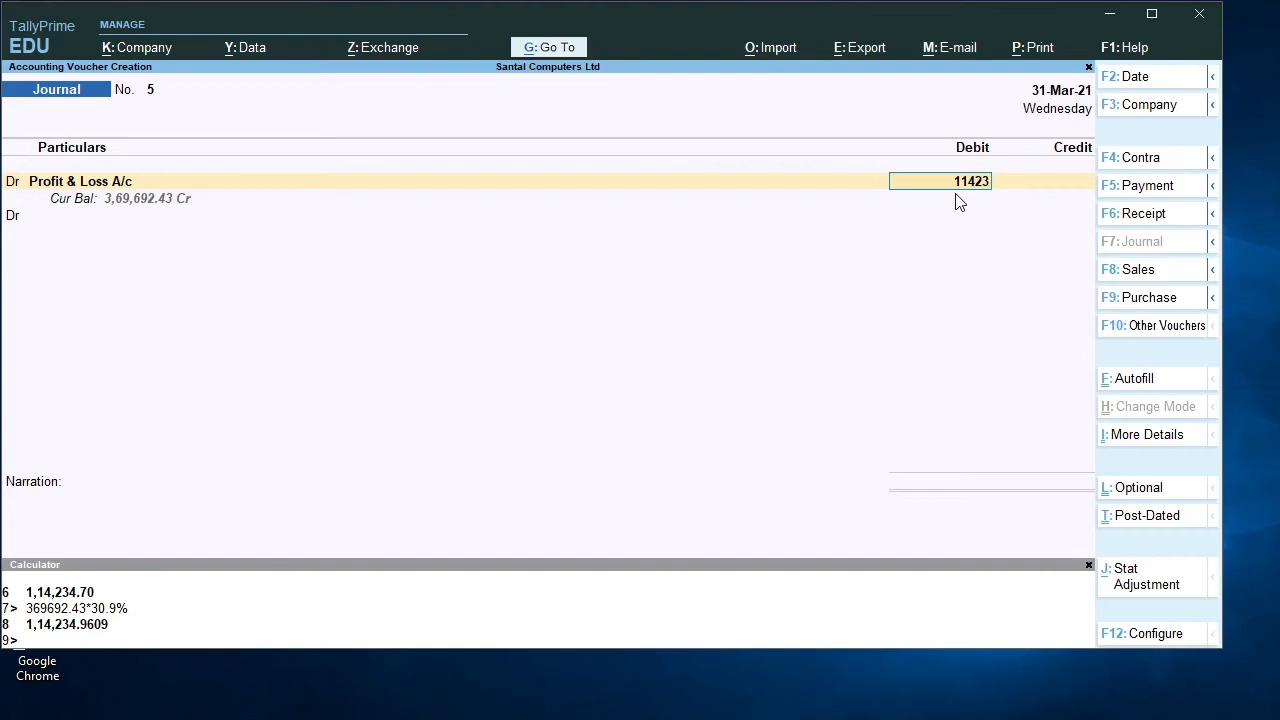 TallyPrime
EDU
MANAGE
K: Company
Y: Data
Z: Exchange
G: Go To
O: Import
E: Export
M: E-mail
P: Print
F1: Help
Accounting Voucher Creation
Santal Computers Ltd
Journal
No. 5
31-Mar-21
Wednesday
Particulars
Debit
Credit
Dr Profit & Loss A/c
11423
Cur Bal: 3,69,692.43 Cr
Dr
Narration:
F2: Date
F3: Company
F4: Contra
F5: Payment
F6: Receipt
F7: Journal
F8: Sales
F9: Purchase
F10: Other Vouchers
F: Autofill
H: Change Mode
I: More Details
L: Optional
T: Post-Dated
J: Stat
Adjustment
F12: Configure
Calculator
6 1,14,234.70
7> 369692.43*30.9%
8 1,14,234.9609
9>
Google
Chrome